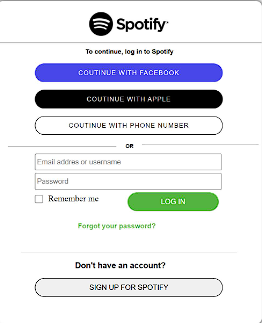 Spotify
To continue, log in to Spotify
COUTINUE WITH FACEBOOK
COUTINUE WITH APPLE
COUTINUE WITH PHONE NUMBER
OR
Email addres or username
Password
Remember me
LOG IN
Forgot your password?
Don't have an account?
SIGN UP FOR SPOTIFY